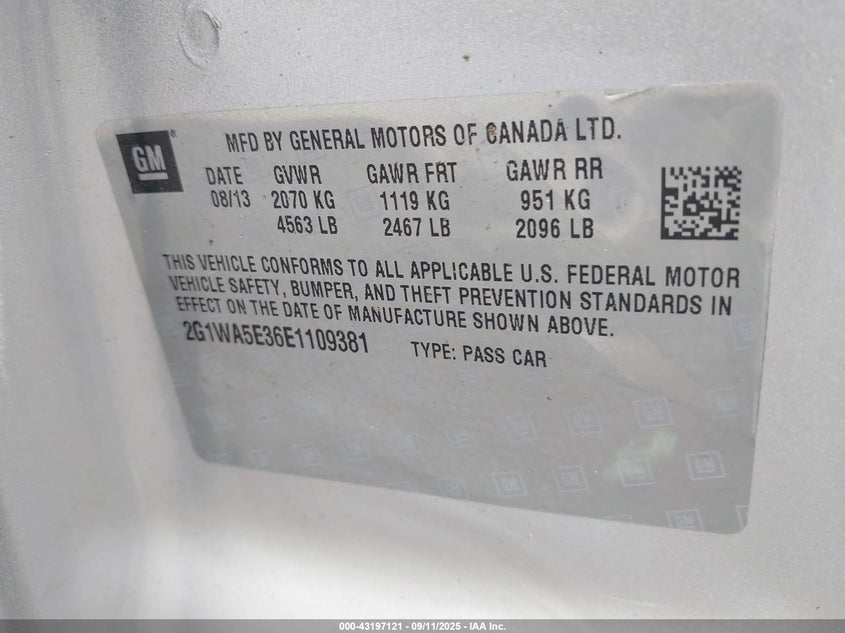 GM®
MFD BY GENERAL MOTORS OF CANADA LTD.
DATE GVWR GAWR FRT GAWR RR
08/13 2070 KG 1119 KG 951 KG
4563 LB 2467 LB 2096 LB
THIS VEHICLE CONFORMS TO ALL APPLICABLE U.S. FEDERAL MOTOR
VEHICLE SAFETY, BUMPER, AND THEFT PREVENTION STANDARDS IN
EFFECT ON THE DATE OF MANUFACTURE SHOWN ABOVE.
2G1WA5E36E1109381 TYPE: PASS CAR
GM
000-43197121 - 09/11/2025 - IAA Inc.